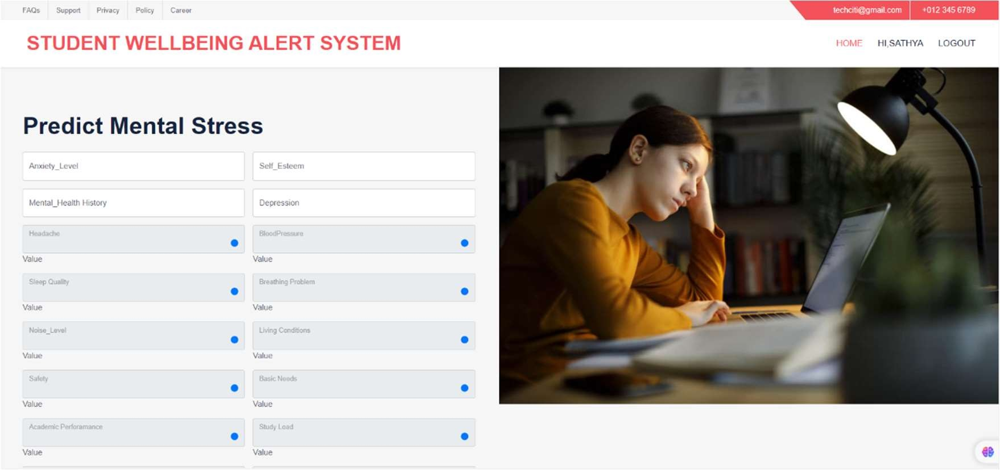 FAQs Support Privacy Policy Career techciti@gmail.com +012 345 6789
STUDENT WELLBEING ALERT SYSTEM HOME HI,SATHYA LOGOUT
Predict Mental Stress
Anxiety_Level Self_Esteem
Mental_Health History Depression
Headache BloodPressure
Value Value
Sleep Quality Breathing Problem
Value Value
Noise_Level Living Conditions
Value Value
Safety Basic Needs
Value Value
Academic Perforamance Study Load
Value Value